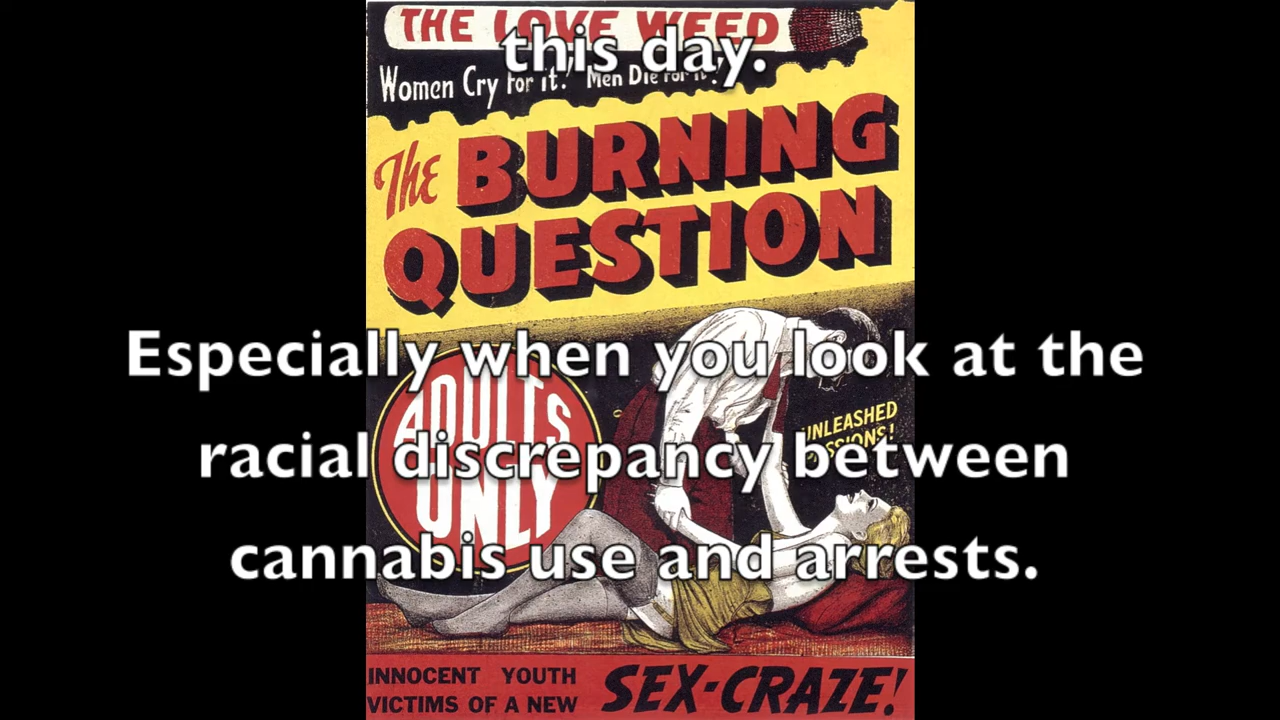 THE LOVE WEED
this day.
Women Cry For it! Men Die For it!
The BURNING
QUESTION
Especially when you look at the
ADULTS
ONLY
UNLEASHED
PASSIONS!
racial discrepancy between
cannabis use and arrests.
INNOCENT YOUTH
VICTIMS OF A NEW
SEX-CRAZE!